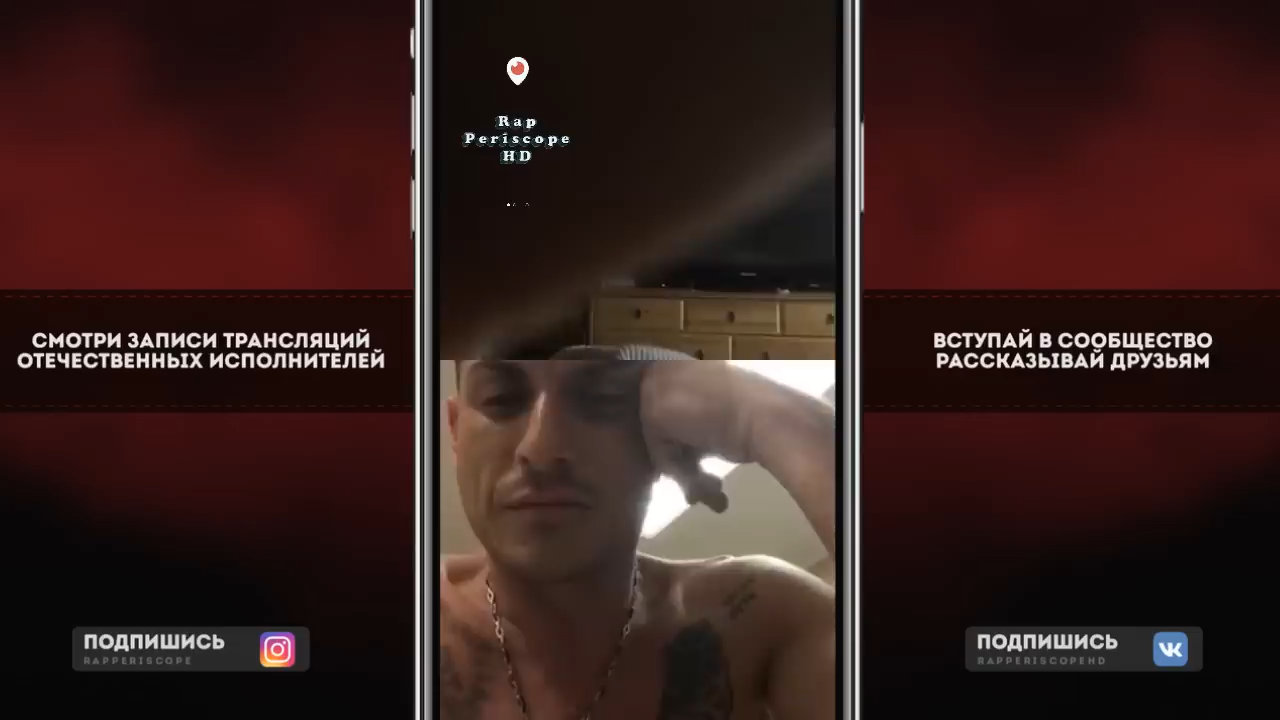 Rap
Periscope
HD
СМОТРИ ЗАПИСИ ТРАНСЛЯЦИЙ
ОТЕЧЕСТВЕННЫХ ИСПОЛНИТЕЛЕЙ
ВСТУПАЙ В СООБЩЕСТВО
РАССКАЗЫВАЙ ДРУЗЬЯМ
ПОДПИШИСЬ
RAPPERISCOPE
ПОДПИШИСЬ
RAPPERISCOPEHD